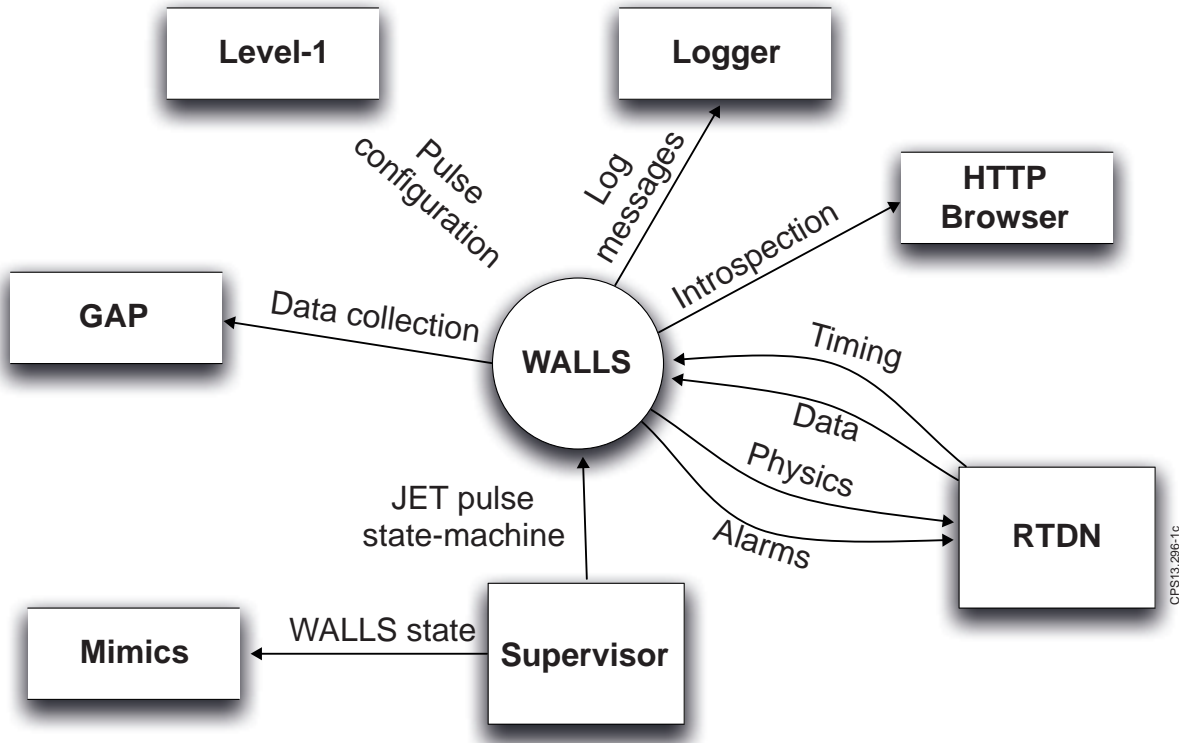 Level-1
Logger
Pulse
configuration
Log
messages
HTTP
Browser
Introspection
GAP
Data collection
WALLS
Timing
Data
Physics
Alarms
RTDN
JET pulse
state-machine
Mimics
WALLS state
Supervisor
CPS13.296-1c